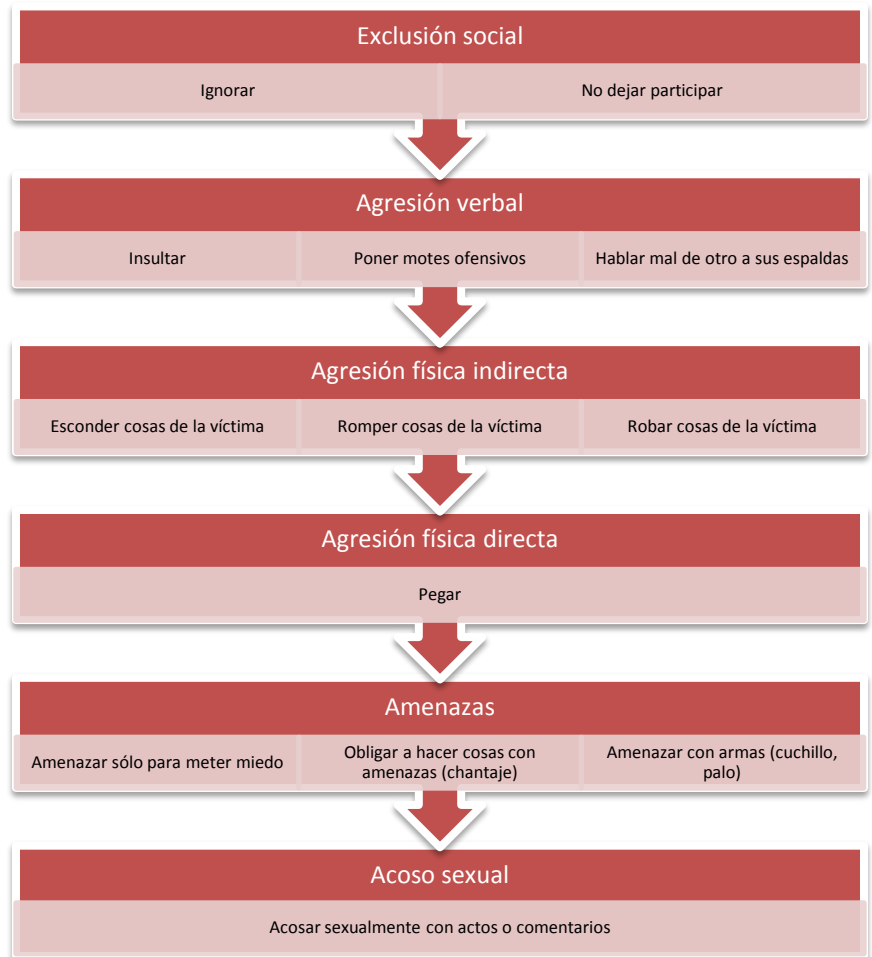 Exclusión social
Ignorar
No dejar participar
Agresión verbal
Insultar
Poner motes ofensivos
Hablar mal de otro a sus espaldas
Agresión física indirecta
Esconder cosas de la víctima
Romper cosas de la víctima
Robar cosas de la víctima
Agresión física directa
Pegar
Amenazas
Amenazar sólo para meter miedo
Obligar a hacer cosas con
amenazas (chantaje)
Amenazar con armas (cuchillo,
palo)
Acoso sexual
Acosar sexualmente con actos o comentarios